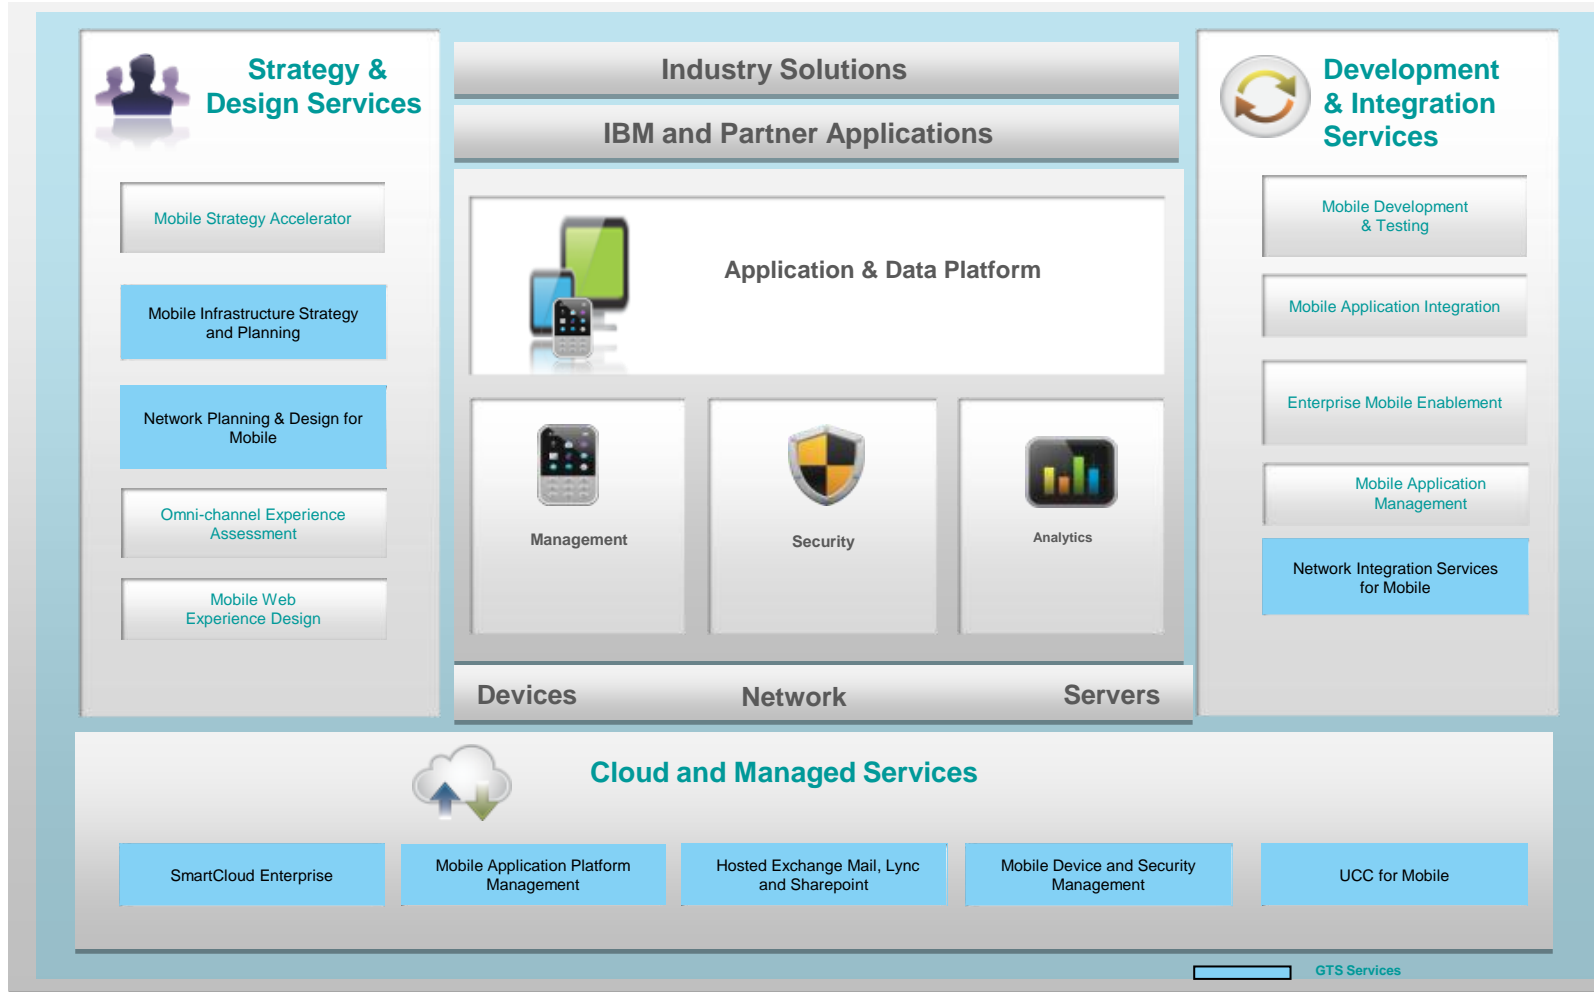 Strategy &
Design Services
Mobile Strategy Accelerator
Mobile Infrastructure Strategy
and Planning
Network Planning & Design for
Mobile
Omni-channel Experience
Assessment
Mobile Web
Experience Design
Industry Solutions
IBM and Partner Applications
Application & Data Platform
Management
Security
Analytics
Devices
Network
Servers
Development
& Integration
Services
Mobile Development
& Testing
Mobile Application Integration
Enterprise Mobile Enablement
Mobile Application
Management
Network Integration Services
for Mobile
Cloud and Managed Services
SmartCloud Enterprise
Mobile Application Platform
Management
Hosted Exchange Mail, Lync
and Sharepoint
Mobile Device and Security
Management
UCC for Mobile
GTS Services